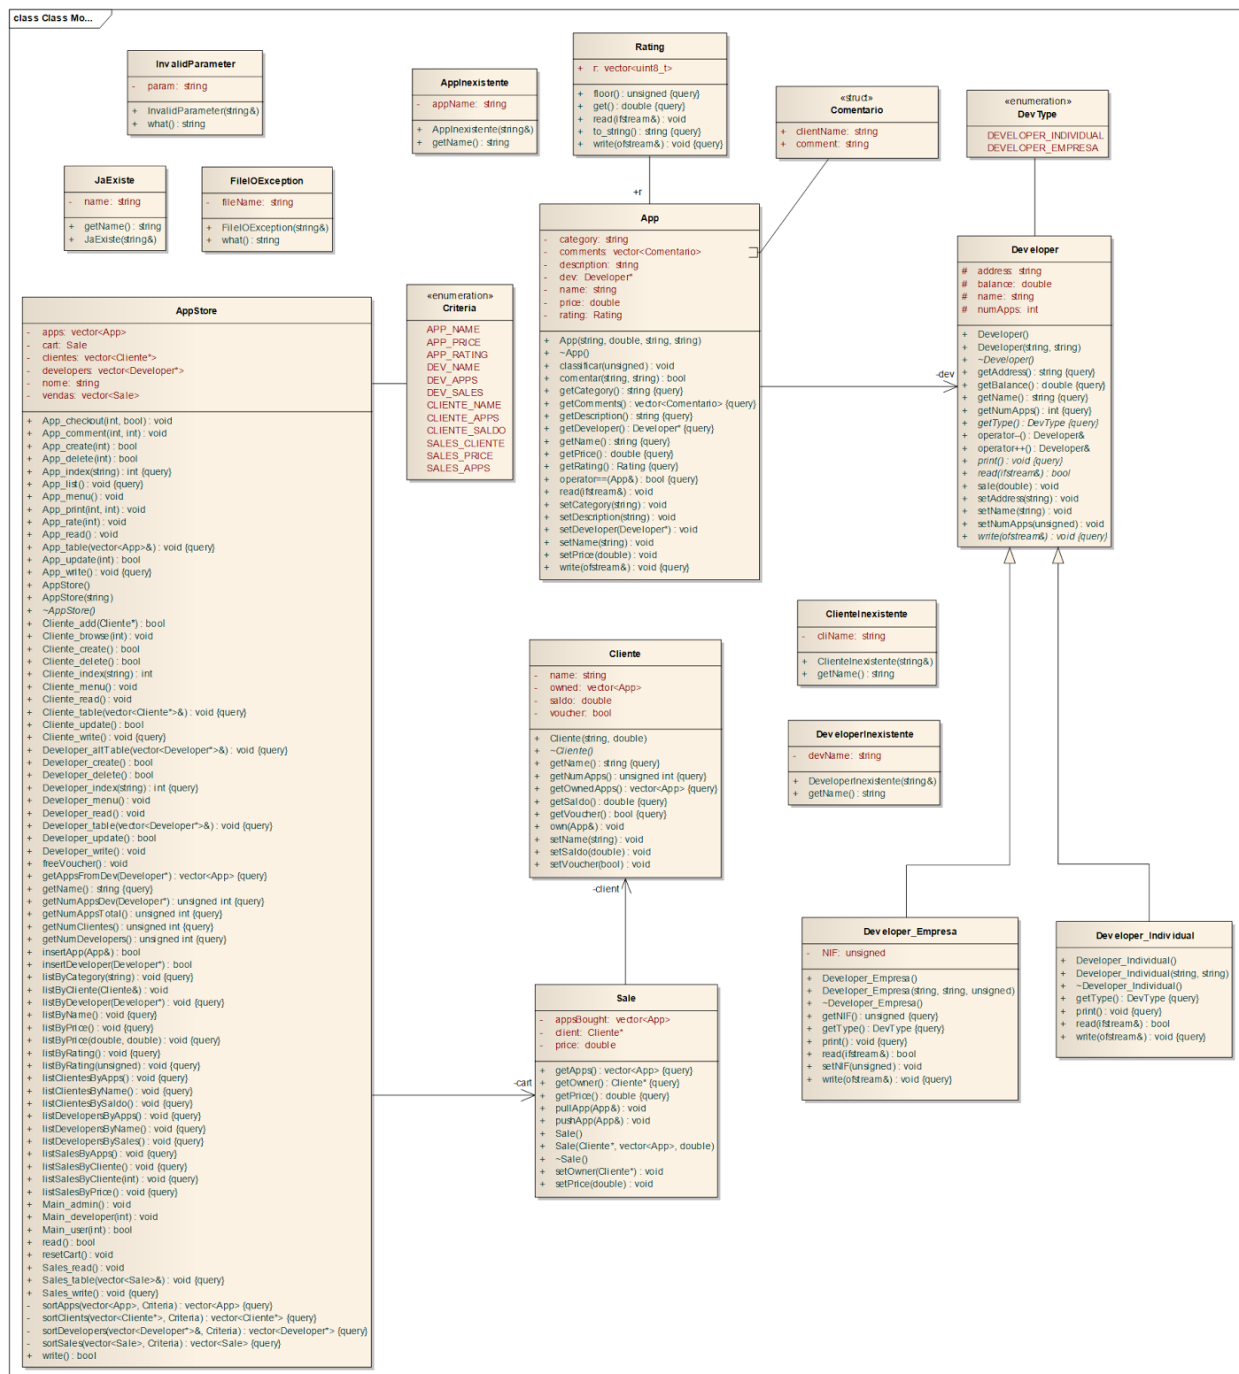 class Class Mo...
InvalidParameter
- param: string
+ InvalidParameter(string&)
+ what() : string
AppInexistente
- appName: string
+ AppInexistente(string&)
+ getName() : string
Rating
+ r: vector<uint8_t>
+ floor() : unsigned {query}
+ get() : double {query}
+ read(ifstream&) : void
+ to_string() : string {query}
+ write(ofstream&) : void {query}
«struct»
Comentario
+ clientName: string
+ comment: string
«enumeration»
DevType
DEVELOPER_INDIVIDUAL
DEVELOPER_EMPRESA
JaExiste
- name: string
+ getName() : string
+ JaExiste(string&)
FileIOException
- fileName: string
+ FileIOException(string&)
+ what() : string
+r
App
- category: string
- comments: vector<Comentario>
- description: string
- dev: Developer*
- name: string
- price: double
- rating: Rating
+ App(string, double, string, string)
+ ~App()
+ classificar(unsigned) : void
+ comentar(string, string) : bool
+ getCategory() : string {query}
+ getComments() : vector<Comentario> {query}
+ getDescription() : string {query}
+ getDeveloper() : Developer* {query}
+ getName() : string {query}
+ getPrice() : double {query}
+ getRating() : Rating {query}
+ operator==(App&) : bool {query}
+ read(ifstream&) : void
+ setCategory(string) : void
+ setDescription(string) : void
+ setDeveloper(Developer*) : void
+ setName(string) : void
+ setPrice(double) : void
+ write(ofstream&) : void {query}
-dev
Developer
# address: string
# balance: double
# name: string
# numApps: int
+ Developer()
+ Developer(string, string)
+ ~Developer()
+ getAddress() : string {query}
+ getBalance() : double {query}
+ getName() : string {query}
+ getNumApps() : int {query}
+ getType() : DevType {query}
+ operator--() : Developer&
+ operator++() : Developer&
+ print() : void {query}
+ read(ifstream&) : bool
+ sale(double) : void
+ setAddress(string) : void
+ setName(string) : void
+ setNumApps(unsigned) : void
+ write(ofstream&) : void {query}
«enumeration»
Criteria
APP_NAME
APP_PRICE
APP_RATING
DEV_NAME
DEV_APPS
DEV_SALES
CLIENTE_NAME
CLIENTE_APPS
CLIENTE_SALDO
SALES_CLIENTE
SALES_PRICE
SALES_APPS
AppStore
- apps: vector<App>
- cart: Sale
- clientes: vector<Cliente*>
- developers: vector<Developer*>
- nome: string
- vendas: vector<Sale>
+ App_checkout(int, bool) : void
+ App_comment(int, int) : void
+ App_create(int) : bool
+ App_delete(int) : bool
+ App_index(string) : int {query}
+ App_list() : void {query}
+ App_menu() : void
+ App_print(int, int) : void
+ App_rate(int) : void
+ App_read() : void
+ App_table(vector<App>&) : void {query}
+ App_update(int) : bool
+ App_write() : void {query}
+ AppStore()
+ AppStore(string)
+ ~AppStore()
+ Cliente_add(Cliente*) : bool
+ Cliente_browse(int) : void
+ Cliente_create() : bool
+ Cliente_delete() : bool
+ Cliente_index(string) : int
+ Cliente_menu() : void
+ Cliente_read() : void
+ Cliente_table(vector<Cliente*>&) : void {query}
+ Cliente_update() : bool
+ Cliente_write() : void {query}
+ Developer_altTable(vector<Developer*>&) : void {query}
+ Developer_create() : bool
+ Developer_delete() : bool
+ Developer_index(string) : int {query}
+ Developer_menu() : void
+ Developer_read() : void
+ Developer_table(vector<Developer*>&) : void {query}
+ Developer_update() : bool
+ Developer_write() : void
+ freeVoucher() : void
+ getAppsFromDev(Developer*) : vector<App> {query}
+ getName() : string {query}
+ getNumAppsDev(Developer*) : unsigned int {query}
+ getNumAppsTotal() : unsigned int {query}
+ getNumClientes() : unsigned int {query}
+ getNumDevelopers() : unsigned int {query}
+ insertApp(App&) : bool
+ insertDeveloper(Developer*) : bool
+ listByCategory(string) : void {query}
+ listByCliente(Cliente&) : void
+ listByDeveloper(Developer*) : void {query}
+ listByName() : void {query}
+ listByPrice() : void {query}
+ listByPrice(double, double) : void {query}
+ listByRating() : void {query}
+ listByRating(unsigned) : void {query}
+ listClientesByApps() : void {query}
+ listClientesByName() : void {query}
+ listClientesBySaldo() : void {query}
+ listDevelopersByApps() : void {query}
+ listDevelopersByName() : void {query}
+ listDevelopersBySales() : void {query}
+ listSalesByApps() : void {query}
+ listSalesByCliente() : void {query}
+ listSalesByCliente(int) : void {query}
+ listSalesByPrice() : void {query}
+ Main_admin() : void
+ Main_developer(int) : void
+ Main_user(int) : bool
+ read() : bool
+ resetCart() : void
+ Sales_read() : void
+ Sales_table(vector<Sale>&) : void {query}
+ Sales_write() : void {query}
- sortApps(vector<App>, Criteria) : vector<App> {query}
- sortClients(vector<Cliente*>, Criteria) : vector<Cliente*> {query}
- sortDevelopers(vector<Developer*>&, Criteria) : vector<Developer*> {query}
- sortSales(vector<Sale>, Criteria) : vector<Sale> {query}
+ write() : bool
ClienteInexistente
- cliName: string
+ ClienteInexistente(string&)
+ getName() : string
Cliente
- name: string
- owned: vector<App>
- saldo: double
- voucher: bool
+ Cliente(string, double)
+ ~Cliente()
+ getName() : string {query}
+ getNumApps() : unsigned int {query}
+ getOwnedApps() : vector<App> {query}
+ getSaldo() : double {query}
+ getVoucher() : bool {query}
+ own(App&) : void
+ setName(string) : void
+ setSaldo(double) : void
+ setVoucher(bool) : void
DeveloperInexistente
- devName: string
+ DeveloperInexistente(string&)
+ getName() : string
-client
Developer_Empresa
- NIF: unsigned
+ Developer_Empresa()
+ Developer_Empresa(string, string, unsigned)
+ ~Developer_Empresa()
+ getNIF() : unsigned {query}
+ getType() : DevType {query}
+ print() : void {query}
+ read(ifstream&) : bool
+ setNIF(unsigned) : void
+ write(ofstream&) : void {query}
Developer_Individual
+ Developer_Individual()
+ Developer_Individual(string, string)
+ ~Developer_Individual()
+ getType() : DevType {query}
+ print() : void {query}
+ read(ifstream&) : bool
+ write(ofstream&) : void {query}
-cart
Sale
- appsBought: vector<App>
- client: Cliente*
- price: double
+ getApps() : vector<App> {query}
+ getOwner() : Cliente* {query}
+ getPrice() : double {query}
+ pullApp(App&) : void
+ pushApp(App&) : void
+ Sale()
+ Sale(Cliente*, vector<App>, double)
+ ~Sale()
+ setOwner(Cliente*) : void
+ setPrice(double) : void